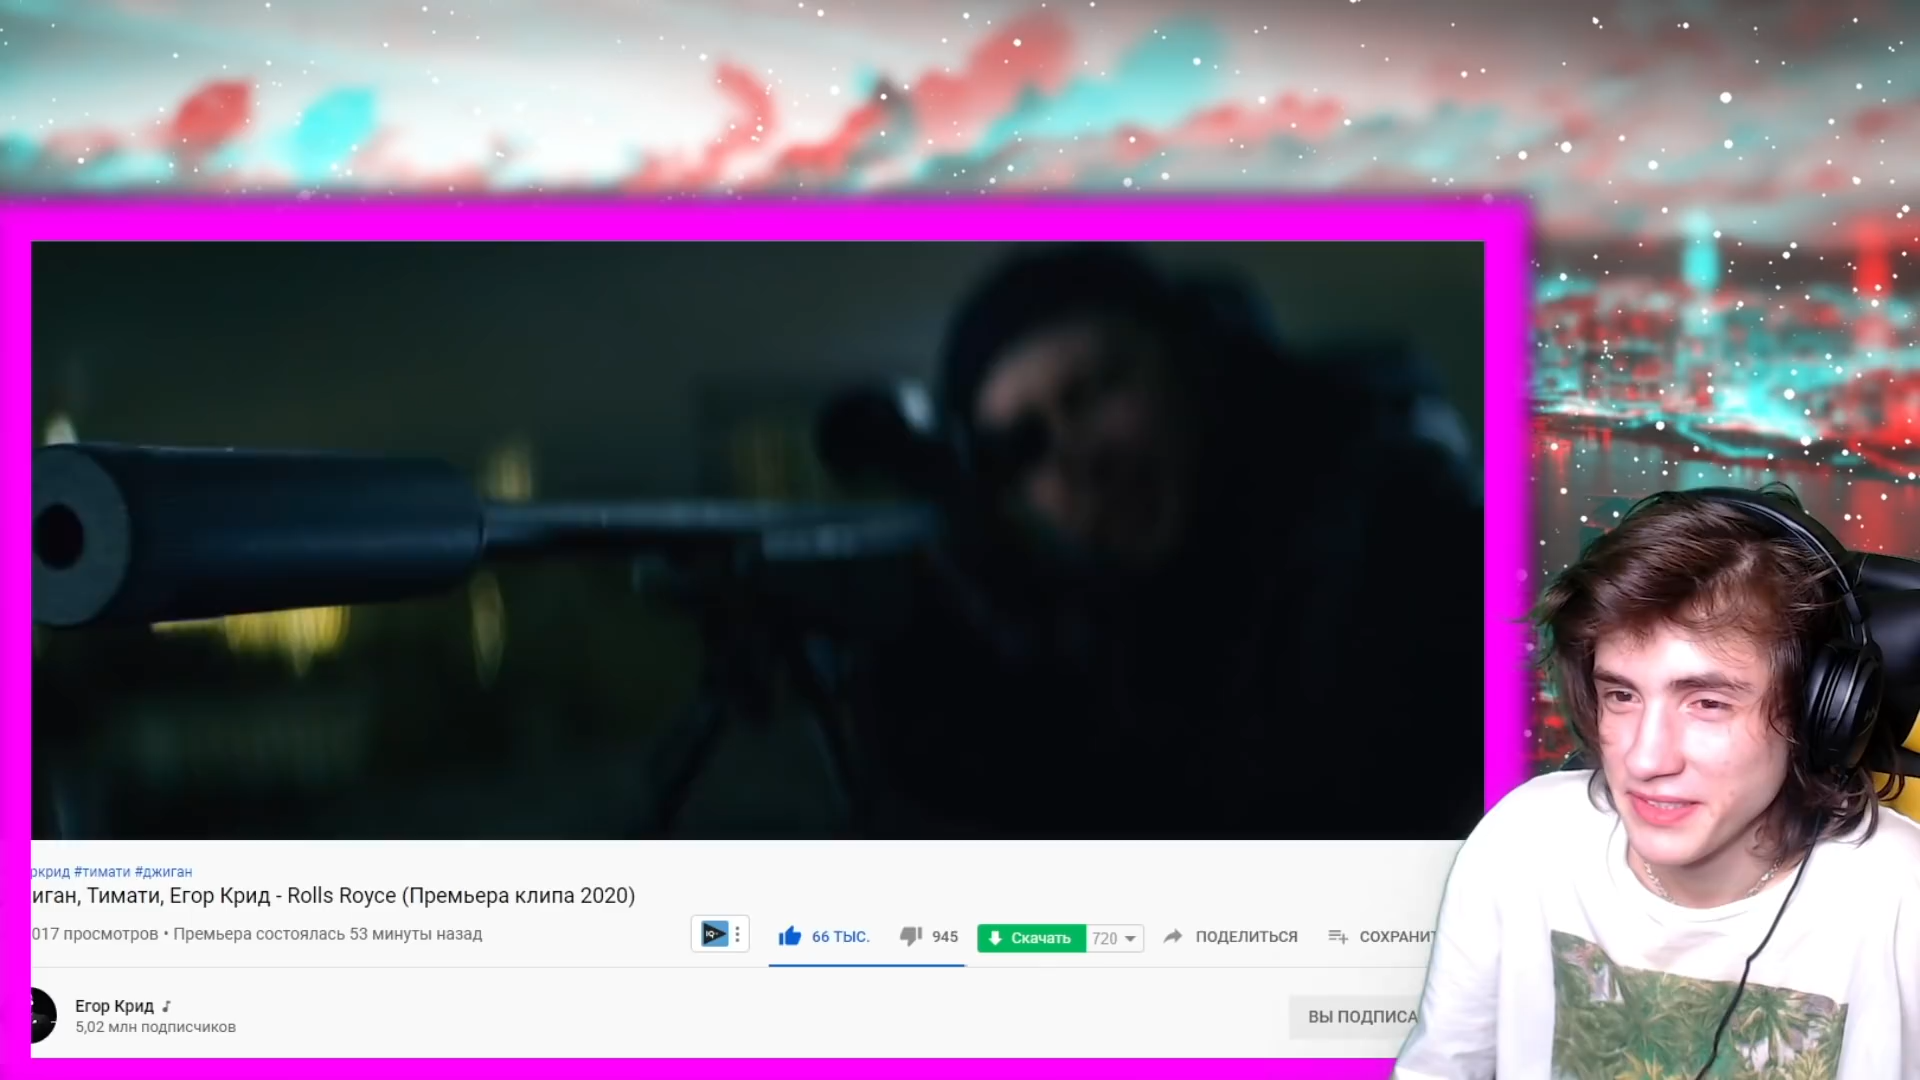 ркрид #тимати #джиган
иган, Тимати, Егор Крид - Rolls Royce (Премьера клипа 2020)
017 просмотров • Премьера состоялась 53 минуты назад
66 ТЫС.
945
Скачать
720
ПОДЕЛИТЬСЯ
СОХРАНИТ
Егор Крид
5,02 млн подписчиков
ВЫ ПОДПИСА